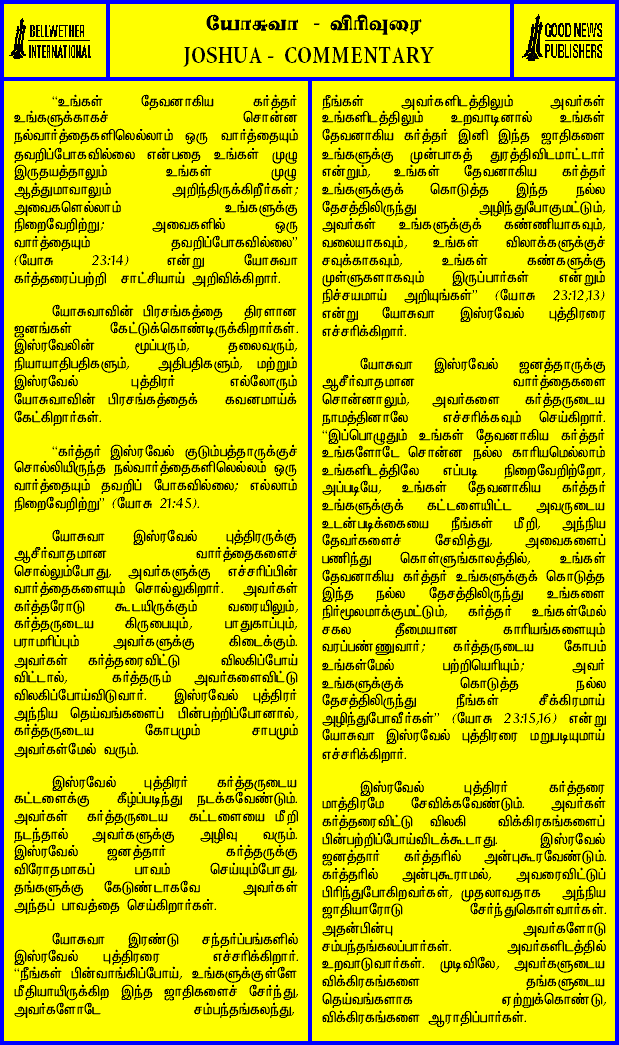 BELLWETHER
INTERNATIONAL
யோசுவா - விரிவுரை
JOSHUA - COMMENTARY
GOOD NEWS
PUBLISHERS
“உங்கள் தேவனாகிய கர்த்தர்
உங்களுக்காகச் சொன்ன
நல்வார்த்தைகளிலெல்லாம் ஒரு வார்த்தையும்
தவறிப்போகவில்லை என்பதை உங்கள் முழு
இருதயத்தாலும் உங்கள் முழு
ஆத்துமாவாலும் அறிந்திருக்கிறீர்கள்;
அவைகளெல்லாம் உங்களுக்கு
நிறைவேறிற்று; அவைகளில் ஒரு
வார்த்தையும் தவறிப்போகவில்லை”
(யோசு 23:14) என்று யோசுவா
கர்த்தரைப்பற்றி சாட்சியாய் அறிவிக்கிறார்.
யோசுவாவின் பிரசங்கத்தை திரளான
ஜனங்கள் கேட்டுக்கொண்டிருக்கிறார்கள்.
இஸ்ரவேலின் மூப்பரும், தலைவரும்,
நியாயாதிபதிகளும், அதிபதிகளும், மற்றும்
இஸ்ரவேல் புத்திரர் எல்லோரும்
யோசுவாவின் பிரசங்கத்தைக் கவனமாய்க்
கேட்கிறார்கள்.
“கர்த்தர் இஸ்ரவேல் குடும்பத்தாருக்குச்
சொல்லியிருந்த நல்வார்த்தைகளிலெல்லம் ஒரு
வார்த்தையும் தவறிப் போகவில்லை; எல்லாம்
நிறைவேறிற்று” (யோசு 21:45).
யோசுவா இஸ்ரவேல் புத்திரருக்கு
ஆசீர்வாதமான வார்த்தைகளைச்
சொல்லும்போது, அவர்களுக்கு எச்சரிப்பின்
வார்த்தைகளையும் சொல்லுகிறார். அவர்கள்
கர்த்தரோடு கூடயிருக்கும் வரையிலும்,
கர்த்தருடைய கிருபையும், பாதுகாப்பும்,
பராமரிப்பும் அவர்களுக்கு கிடைக்கும்.
அவர்கள் கர்த்தரைவிட்டு விலகிப்போய்
விட்டால், கர்த்தரும் அவர்களைவிட்டு
விலகிப்போய்விடுவார். இஸ்ரவேல் புத்திரர்
அந்நிய தெய்வங்களைப் பின்பற்றிப்போனால்,
கர்த்தருடைய கோபமும் சாபமும்
அவர்கள்மேல் வரும்.
இஸ்ரவேல் புத்திரர் கர்த்தருடைய
கட்டளைக்கு கீழ்ப்படிந்து நடக்கவேண்டும்.
அவர்கள் கர்த்தருடைய கட்டளையை மீறி
நடந்தால் அவர்களுக்கு அழிவு வரும்.
இஸ்ரவேல் ஜனத்தார் கர்த்தருக்கு
விரோதமாகப் பாவம் செய்யும்போது,
தங்களுக்கு கேடுண்டாகவே அவர்கள்
அந்தப் பாவத்தை செய்கிறார்கள்.
யோசுவா இரண்டு சந்தர்ப்பங்களில்
இஸ்ரவேல் புத்திரரை எச்சரிக்கிறார்.
“நீங்கள் பின்வாங்கிப்போய், உங்களுக்குள்ளே
மீதியாயிருக்கிற இந்த ஜாதிகளைச் சேர்ந்து,
அவர்களோடே சம்பந்தங்கலந்து,
நீங்கள் அவர்களிடத்திலும் அவர்கள்
உங்களிடத்திலும் உறவாடினால் உங்கள்
தேவனாகிய கர்த்தர் இனி இந்த ஜாதிகளை
உங்களுக்கு முன்பாகத் துரத்திவிடமாட்டார்
என்றும், உங்கள் தேவனாகிய கர்த்தர்
உங்களுக்குக் கொடுத்த இந்த நல்ல
தேசத்திலிருந்து அழிந்துபோகுமட்டும்,
அவர்கள் உங்களுக்குக் கண்ணியாகவும்,
வலையாகவும், உங்கள் விலாக்களுக்குச்
சவுக்காகவும், உங்கள் கண்களுக்கு
முள்ளுகளாகவும் இருப்பார்கள் என்றும்
நிச்சயமாய் அறியுங்கள்” (யோசு 23:12,13)
என்று யோசுவா இஸ்ரவேல் புத்திரரை
எச்சரிக்கிறார்.
யோசுவா இஸ்ரவேல் ஜனத்தாருக்கு
ஆசீர்வாதமான வார்த்தைகளை
சொன்னாலும், அவர்களை கர்த்தருடைய
நாமத்தினாலே எச்சரிக்கவும் செய்கிறார்.
“இப்பொழுதும் உங்கள் தேவனாகிய கர்த்தர்
உங்களோடே சொன்ன நல்ல காரியமெல்லாம்
உங்களிடத்திலே எப்படி நிறைவேறிற்றோ,
அப்படியே, உங்கள் தேவனாகிய கர்த்தர்
உங்களுக்குக் கட்டளையிட்ட அவருடைய
உடன்படிக்கையை நீங்கள் மீறி, அந்நிய
தேவர்களைச் சேவித்து, அவைகளைப்
பணிந்து கொள்ளுங்காலத்தில், உங்கள்
தேவனாகிய கர்த்தர் உங்களுக்குக் கொடுத்த
இந்த நல்ல தேசத்திலிருந்து உங்களை
நிர்மூலமாக்குமட்டும், கர்த்தர் உங்கள்மேல்
சகல தீமையான காரியங்களையும்
வரப்பண்ணுவார்; கர்த்தருடைய கோபம்
உங்கள்மேல் பற்றியெரியும்; அவர்
உங்களுக்குக் கொடுத்த நல்ல
தேசத்திலிருந்து நீங்கள் சீக்கிரமாய்
அழிந்துபோவீர்கள்” (யோசு 23:15,16) என்று
யோசுவா இஸ்ரவேல் புத்திரரை மறுபடியுமாய்
எச்சரிக்கிறார்.
இஸ்ரவேல் புத்திரர் கர்த்தரை
மாத்திரமே சேவிக்கவேண்டும். அவர்கள்
கர்த்தரைவிட்டு விலகி விக்கிரகங்களைப்
பின்பற்றிப்போய்விடக்கூடாது. இஸ்ரவேல்
ஜனத்தார் கர்த்தரில் அன்புகூரவேண்டும்.
கர்த்தரில் அன்புகூராமல், அவரைவிட்டுப்
பிரிந்துபோகிறவர்கள், முதலாவதாக அந்நிய
ஜாதியாரோடு சேர்ந்துகொள்வார்கள்.
அதன்பின்பு அவர்களோடு
சம்பந்தங்கலப்பார்கள். அவர்களிடத்தில்
உறவாடுவார்கள். முடிவிலே, அவர்களுடைய
விக்கிரகங்களை தங்களுடைய
தெய்வங்களாக ஏற்றுக்கொண்டு,
விக்கிரகங்களை ஆராதிப்பார்கள்.